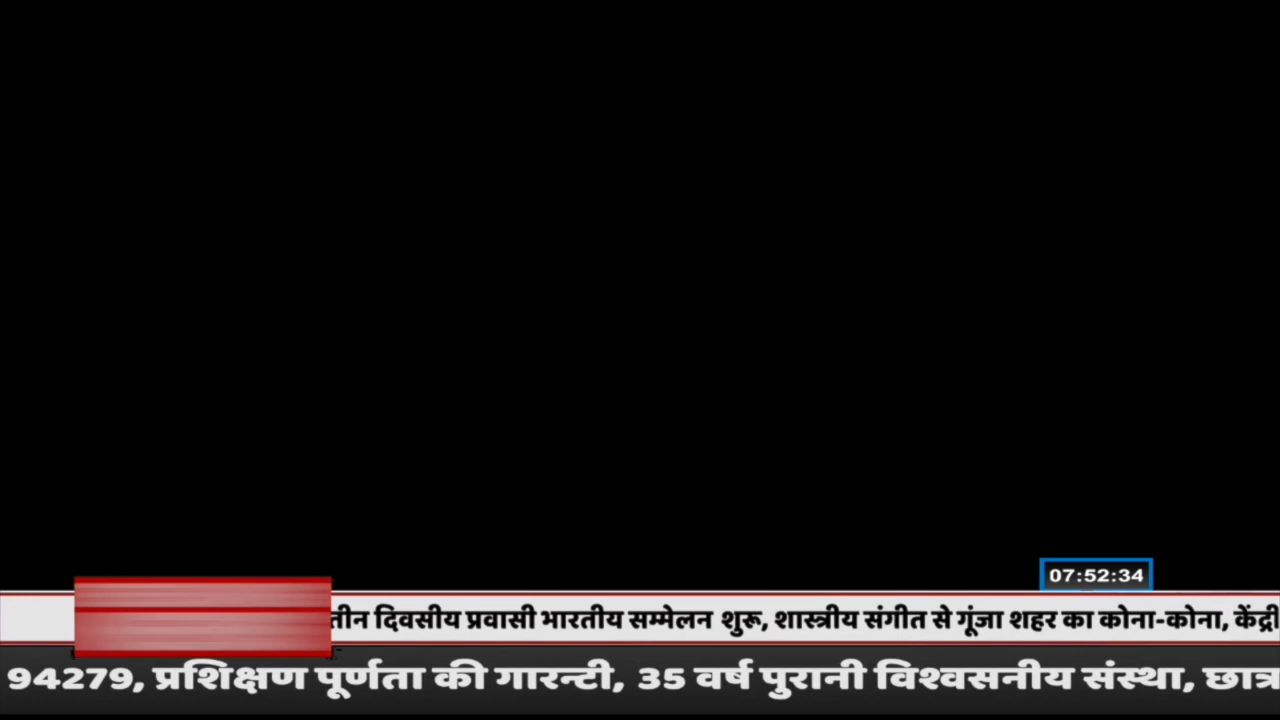 07:52:34
तीन दिवसीय प्रवासी भारतीय सम्मेलन शुरू, शास्त्रीय संगीत से गूंजा शहर का कोना-कोना,
94279, प्रशिक्षण पूर्णता की गारन्टी, 35 वर्ष पुरानी विश्वसनीय संस्था,